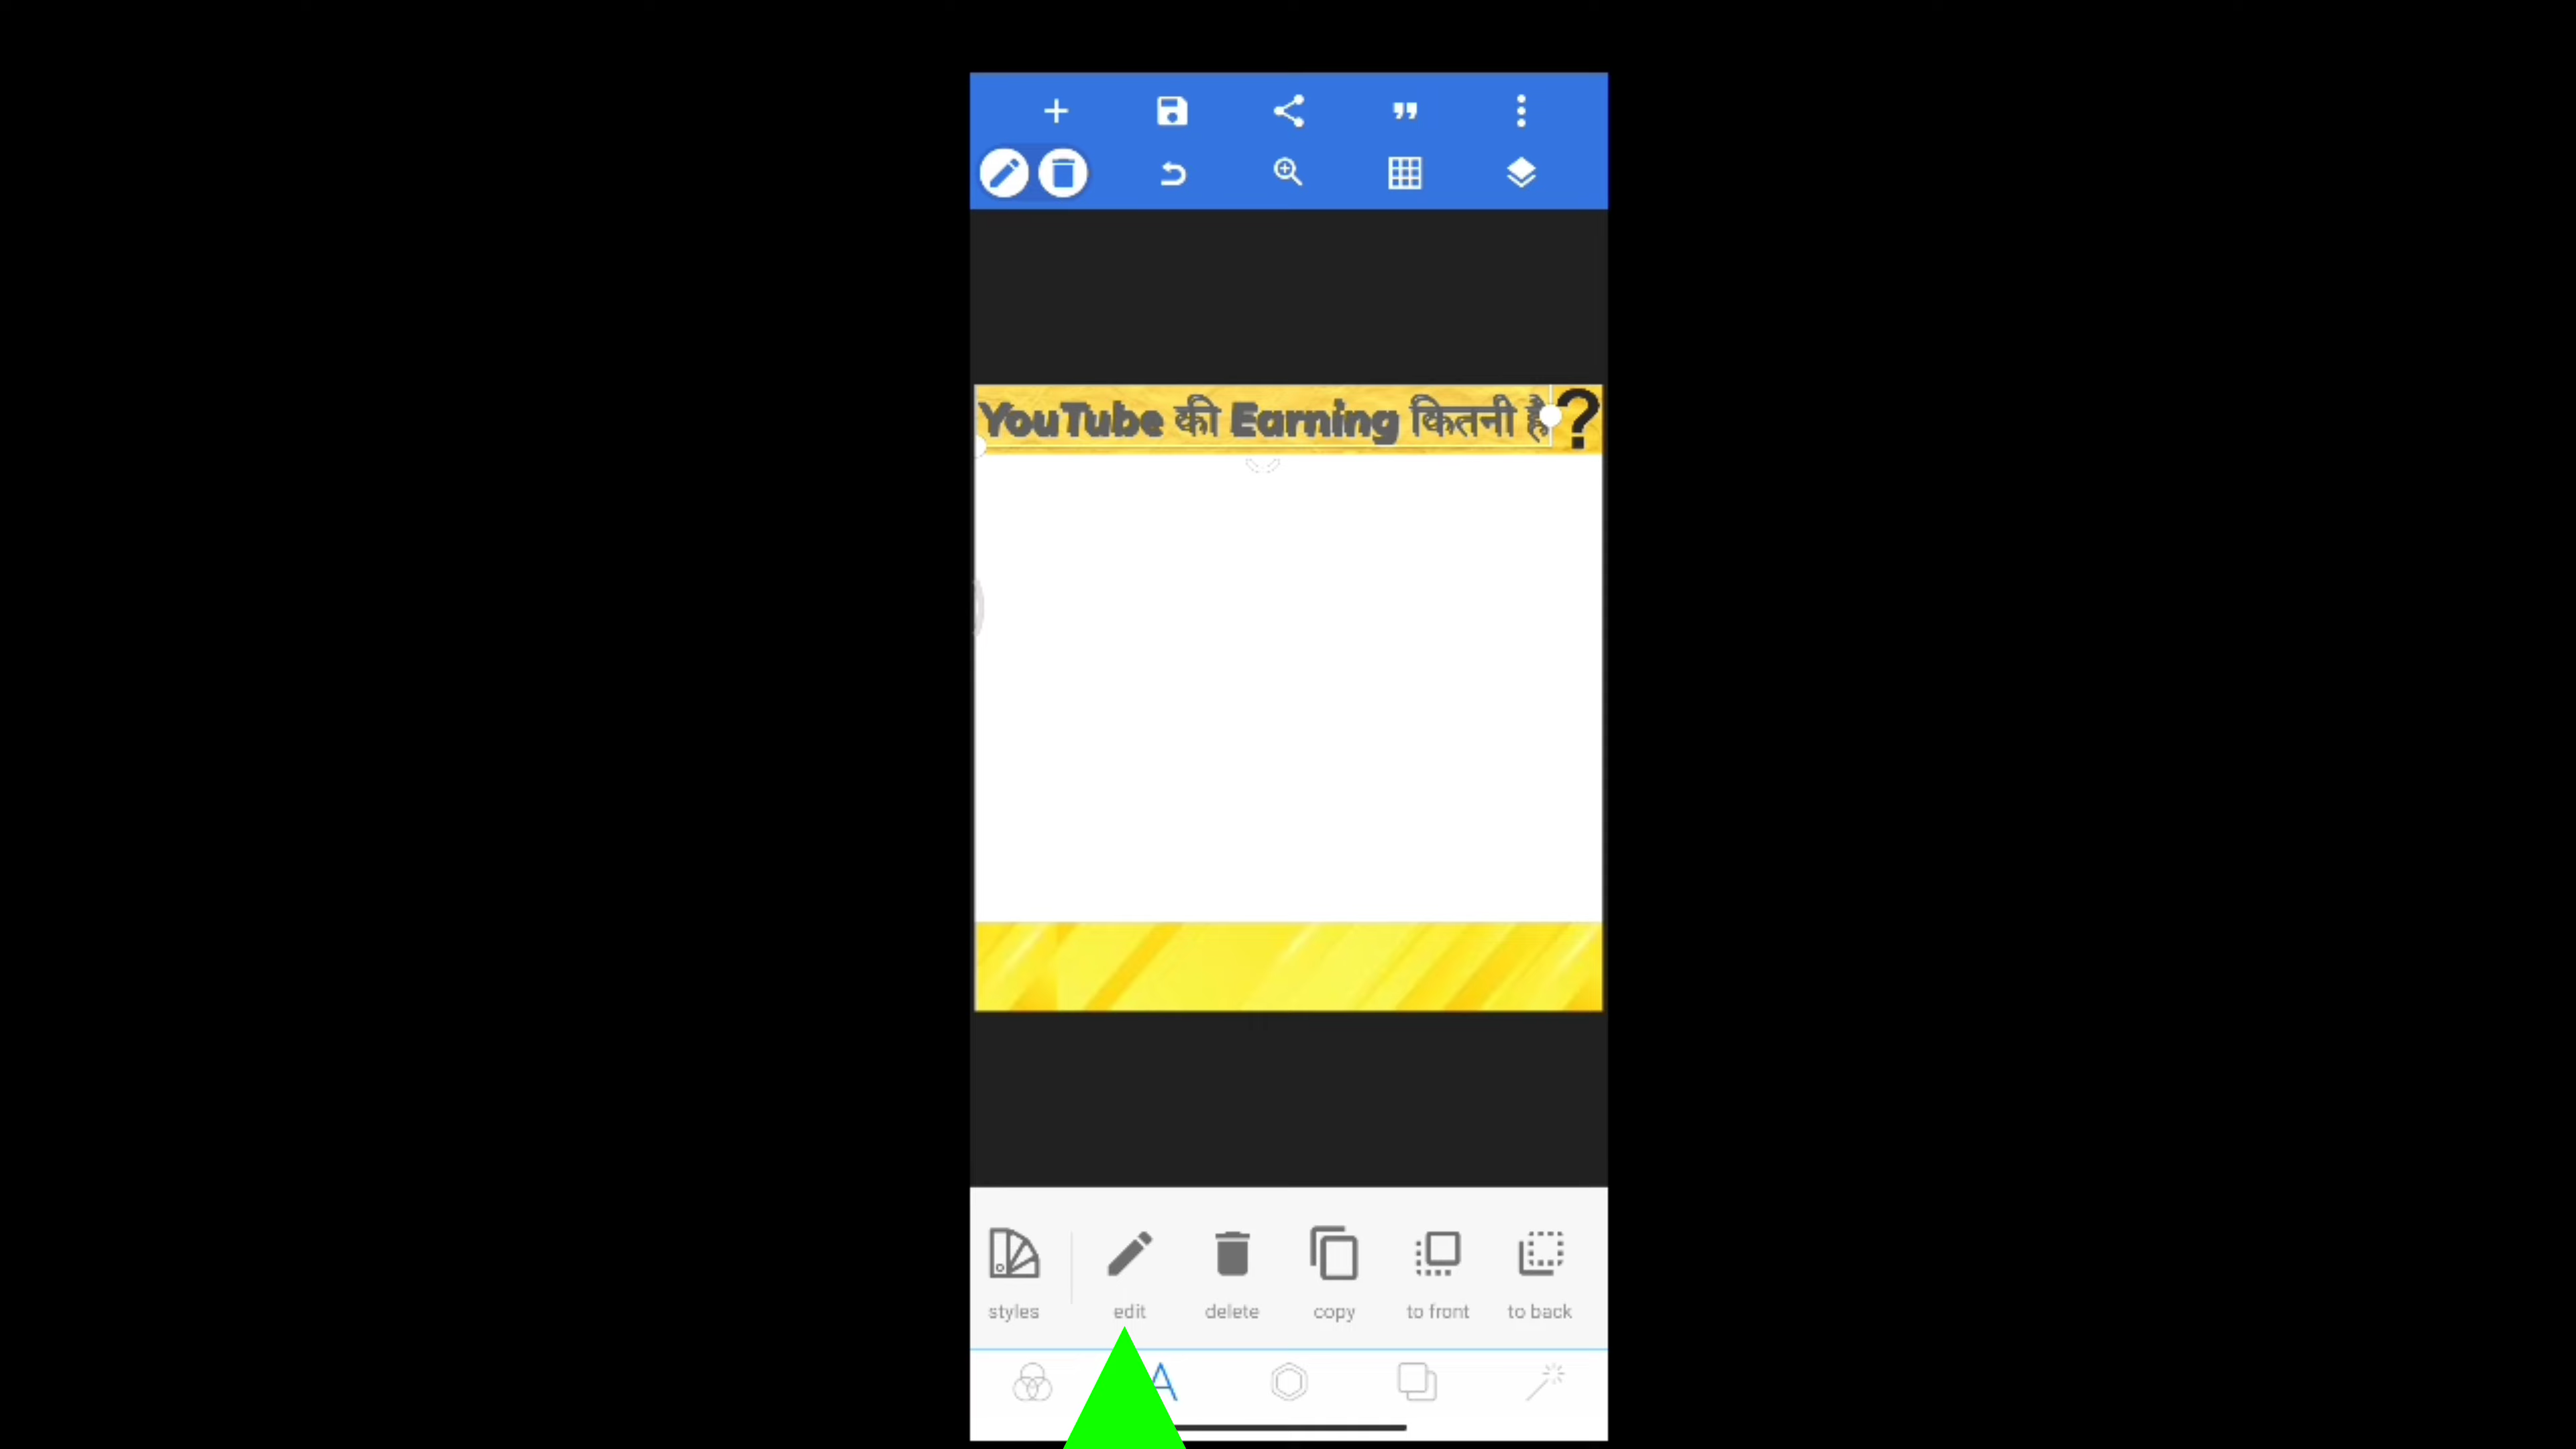 YouTube की Earning कितनी है ?
styles edit delete copy to front to back